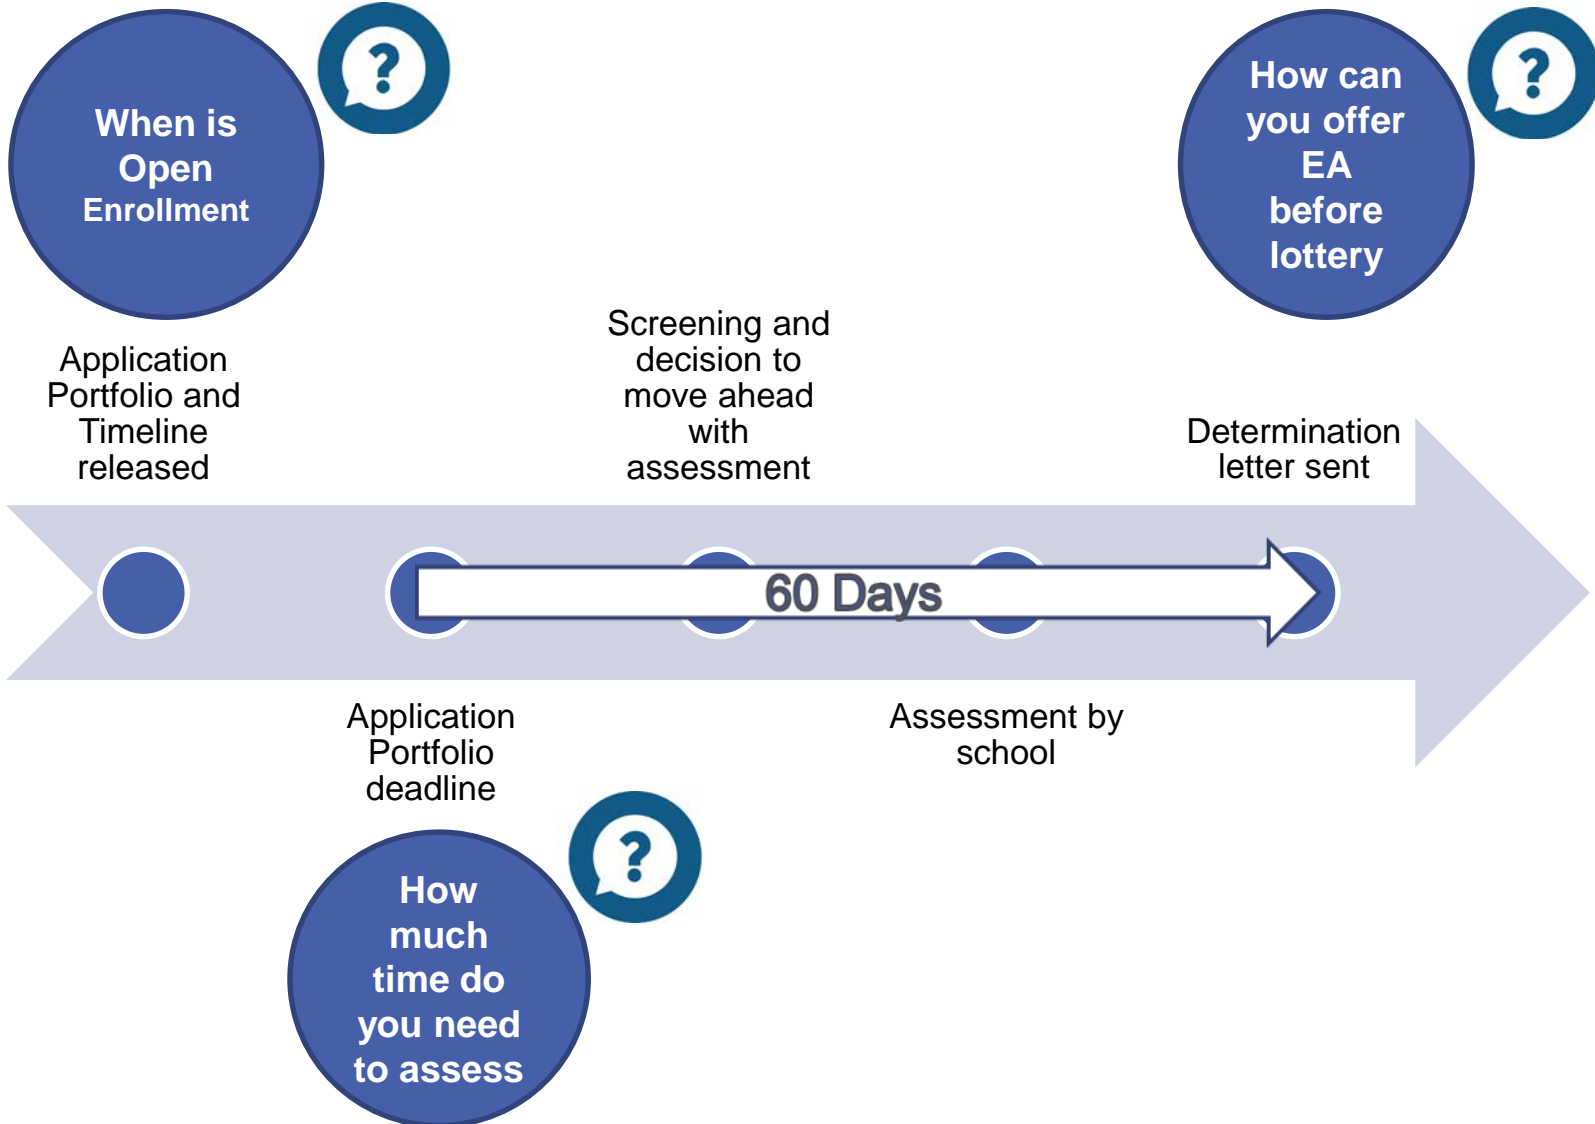 When is
Open
Enrollment
?
How can
you offer
EA
before
lottery
?
Application
Portfolio and
Timeline
released
Screening and
decision to
move ahead
with
assessment
Determination
letter sent
60 Days
Application
Portfolio
deadline
Assessment by
school
?
How
much
time do
you need
to assess